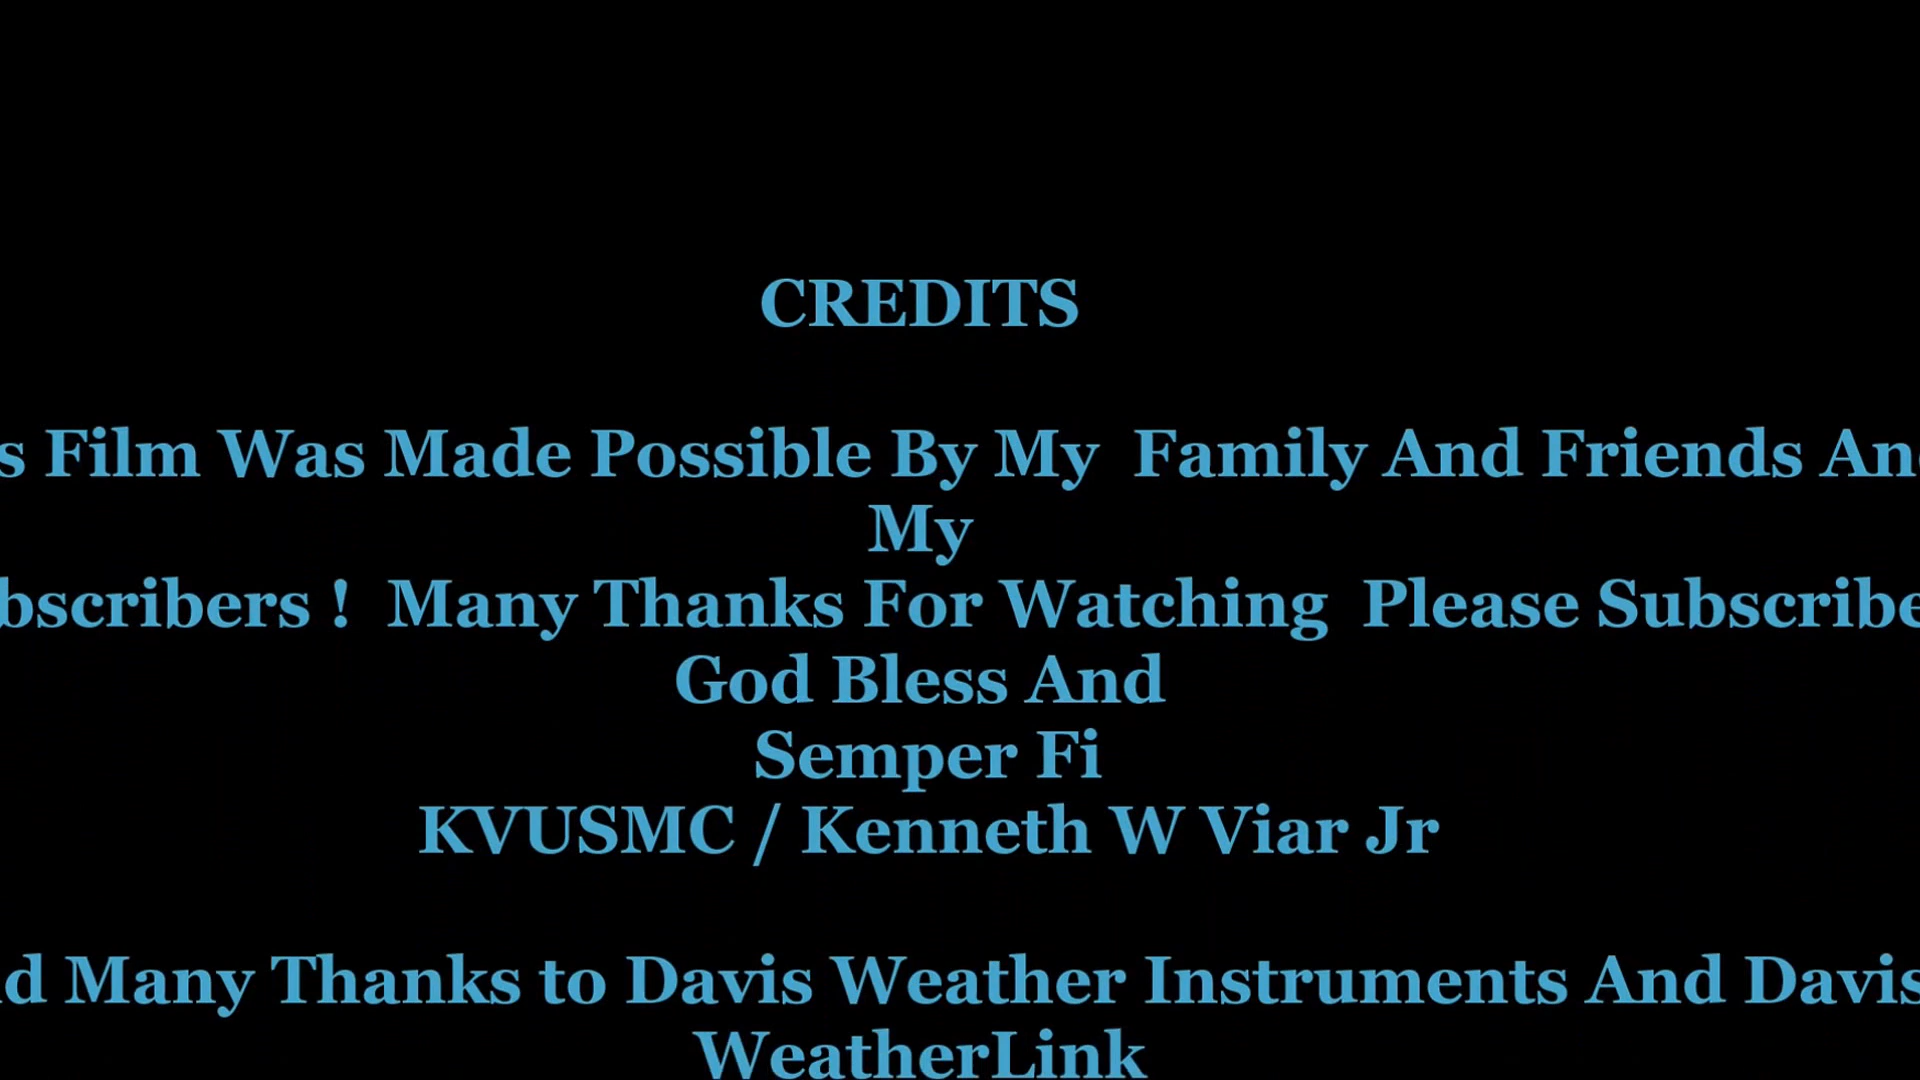 CREDITS
s Film Was Made Possible By My Family And Friends An
My
bscribers ! Many Thanks For Watching Please Subscribe
God Bless And
Semper Fi
KVUSMC / Kenneth W Viar Jr
d Many Thanks to Davis Weather Instruments And Davis
WeatherLink